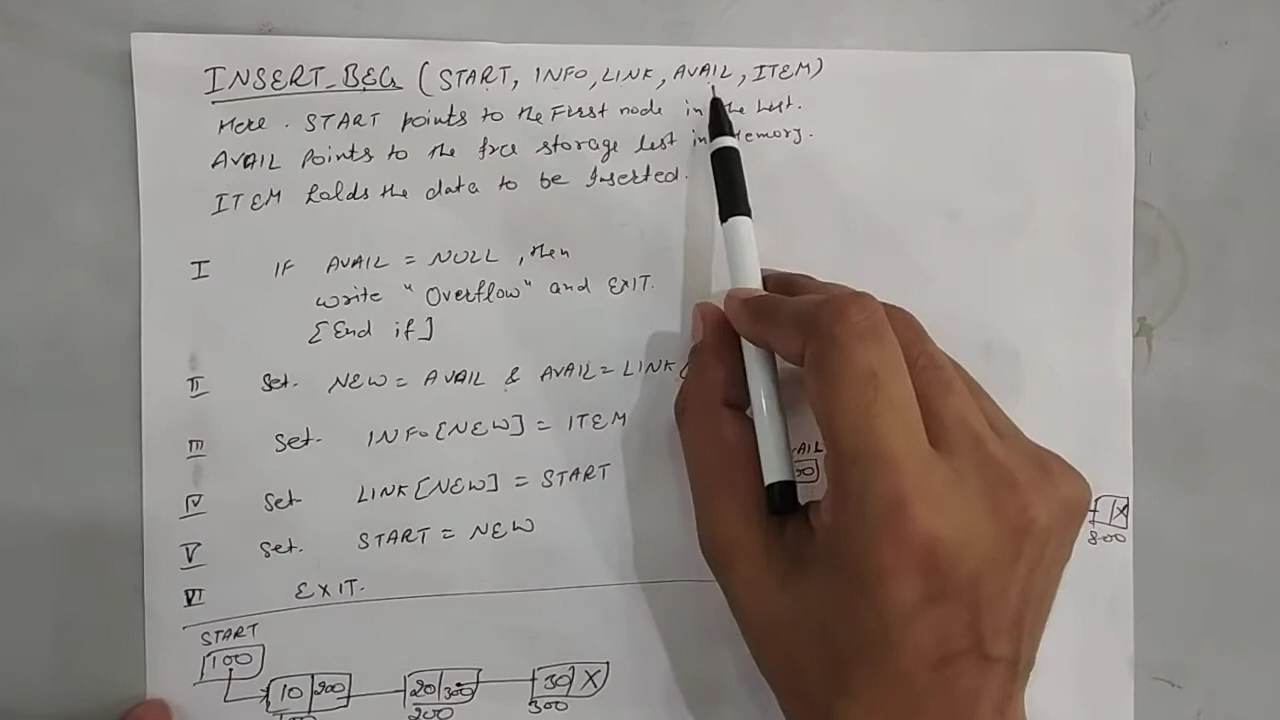 INSERT_BEG (START, INFO, LINK, AVAIL, ITEM)
Here . START points to the First node in the List.
AVAIL Points to the free storage list in Memory.
ITEM holds the data to be Inserted.
I IF AVAIL = NULL , then
write "Overflow" and EXIT.
[End if]
II Set. NEW = AVAIL & AVAIL = LINK
III Set. INFO[NEW] = ITEM
IV Set LINK[NEW] = START
V Set. START = NEW
VI EXIT.
X
800
START
100
10 200 20 300 30 X
200 300